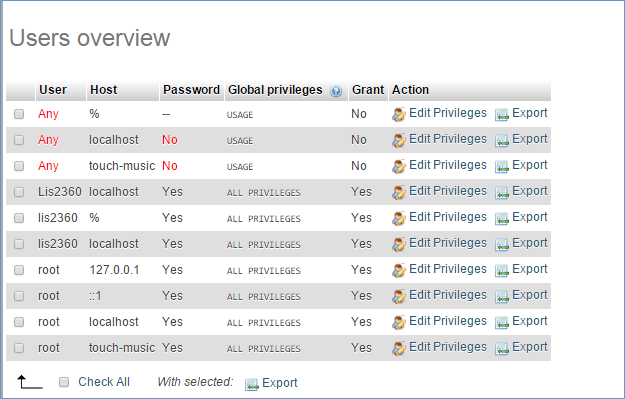 Users overview
User Host Password Global privileges Grant Action
Any % -- USAGE No Edit Privileges Export
Any localhost No USAGE No Edit Privileges Export
Any touch-music No USAGE No Edit Privileges Export
Lis2360 localhost Yes ALL PRIVILEGES Yes Edit Privileges Export
lis2360 % Yes ALL PRIVILEGES Yes Edit Privileges Export
lis2360 localhost Yes ALL PRIVILEGES Yes Edit Privileges Export
root 127.0.0.1 Yes ALL PRIVILEGES Yes Edit Privileges Export
root ::1 Yes ALL PRIVILEGES Yes Edit Privileges Export
root localhost Yes ALL PRIVILEGES Yes Edit Privileges Export
root touch-music Yes ALL PRIVILEGES Yes Edit Privileges Export
Check All With selected: Export